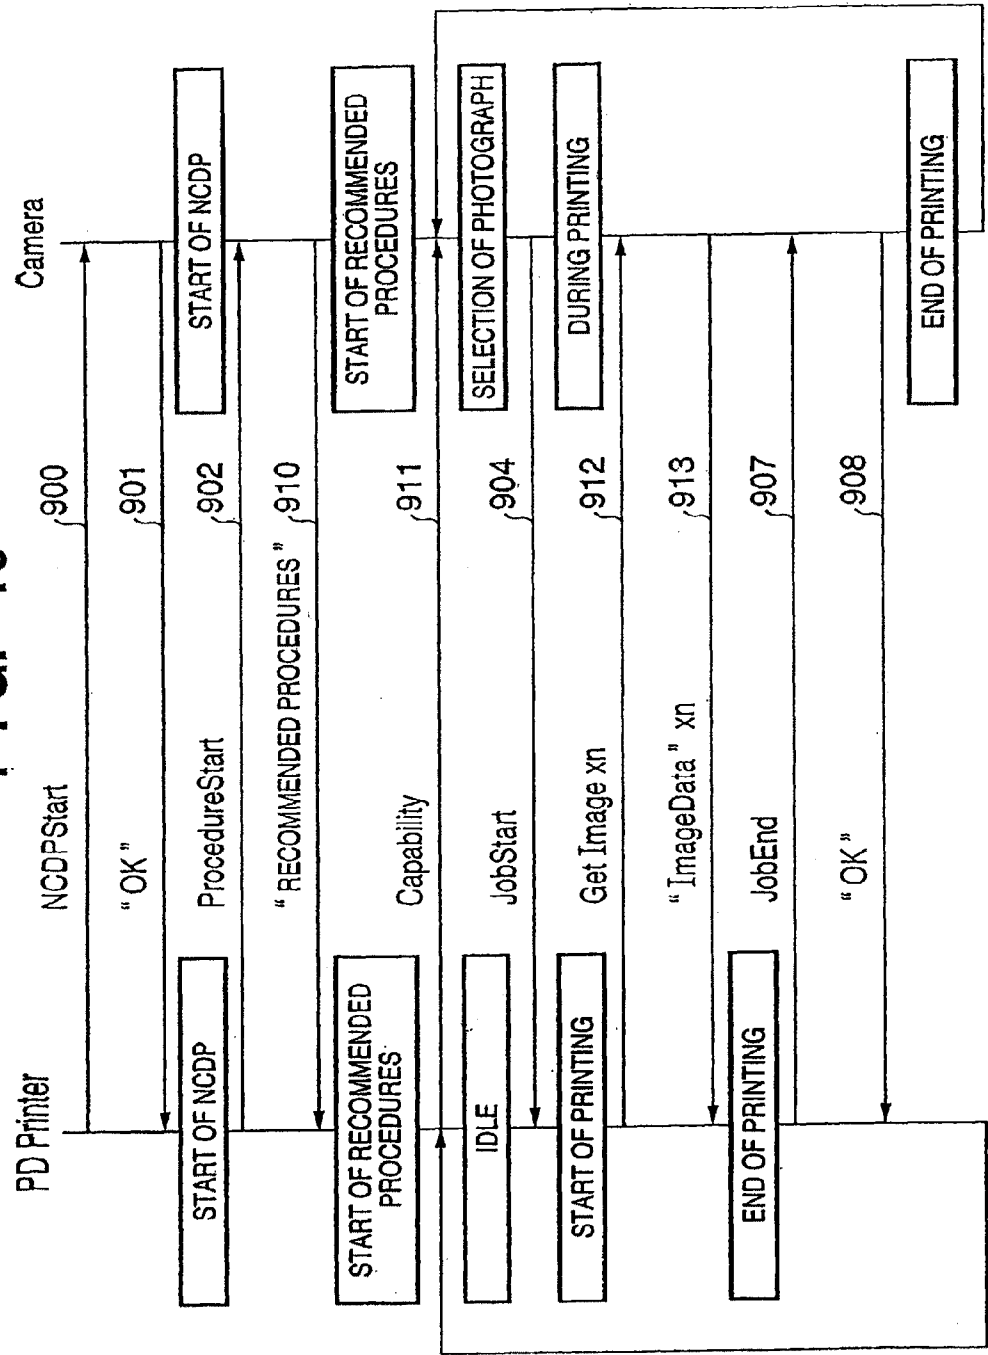 PD Printer
Camera
NCDPStart
900
"OK"
901
START OF NCDP
START OF NCDP
ProcedureStart
902
"RECOMMENDED PROCEDURES"
910
START OF RECOMMENDED
PROCEDURES
START OF RECOMMENDED
PROCEDURES
Capability
911
IDLE
SELECTION OF PHOTOGRAPH
JobStart
904
START OF PRINTING
DURING PRINTING
Get Image xn
912
"ImageData" xn
913
END OF PRINTING
JobEnd
907
"OK"
908
END OF PRINTING